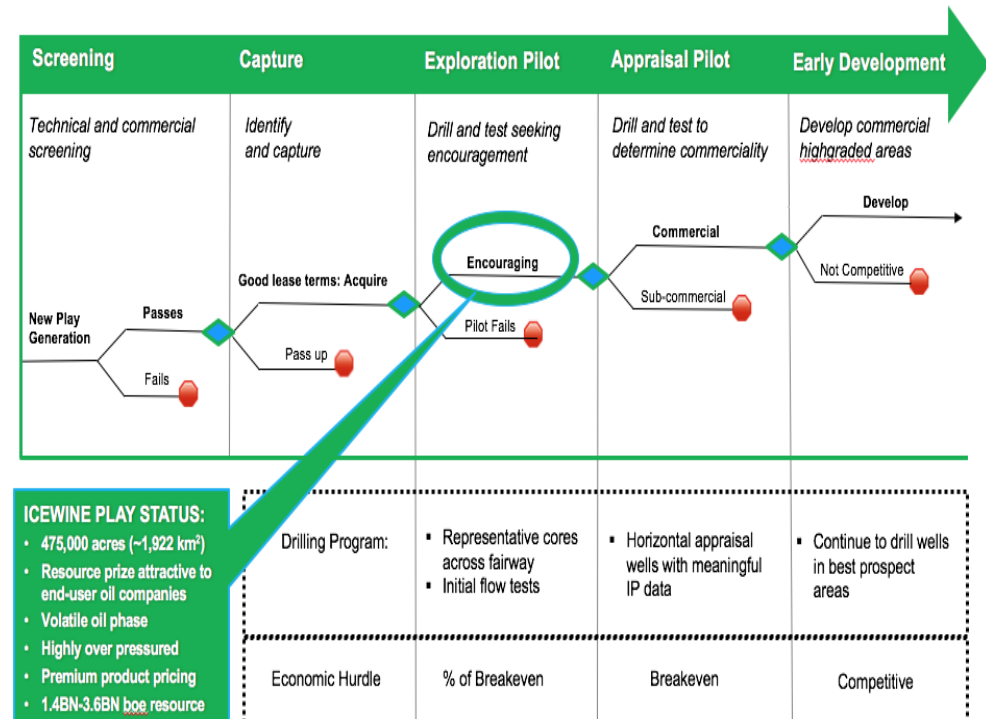 Screening
Capture
Exploration Pilot
Appraisal Pilot
Early Development
Technical and commercial
screening
Identify
and capture
Drill and test seeking
encouragement
Drill and test to
determine commerciality
Develop commercial
highgraded areas
New Play
Generation
Passes
Fails
Good lease terms: Acquire
Pass up
Encouraging
Pilot Fails
Commercial
Sub-commercial
Develop
Not Competitive
ICEWINE PLAY STATUS:
• 475,000 acres (~1,922 km²)
• Resource prize attractive to
end-user oil companies
• Volatile oil phase
• Highly over pressured
• Premium product pricing
• 1.4BN-3.6BN boe resource
Drilling Program:
▪ Representative cores
across fairway
▪ Initial flow tests
▪ Horizontal appraisal
wells with meaningful
IP data
▪ Continue to drill wells
in best prospect
areas
Economic Hurdle
% of Breakeven
Breakeven
Competitive